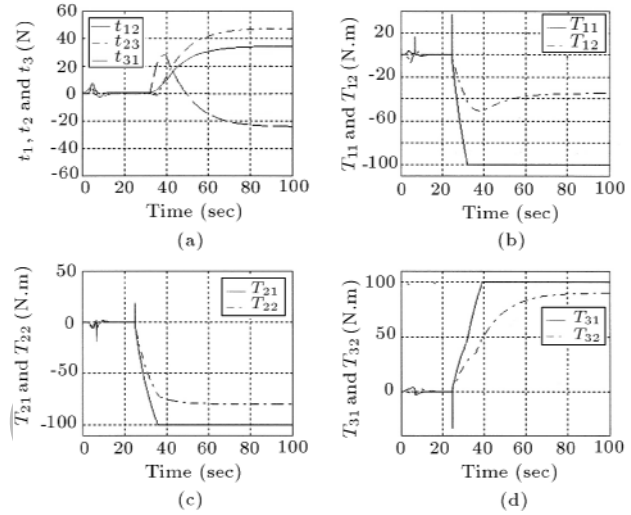 t₁, t₂ and t₃ (N)
60
40
20
0
-20
-40
-60
t₁₂
t₂₃
t₃₁
0 20 40 60 80 100
Time (sec)
(a)
T₁₁ and T₁₂ (N.m)
20
-20
-60
-100
T₁₁
T₁₂
0 20 40 60 80 100
Time (sec)
(b)
T₂₁ and T₂₂ (N.m)
50
0
-50
-100
T₂₁
T₂₂
0 20 40 60 80 100
Time (sec)
(c)
T₃₁ and T₃₂ (N.m)
100
50
0
T₃₁
T₃₂
0 20 40 60 80 100
Time (sec)
(d)